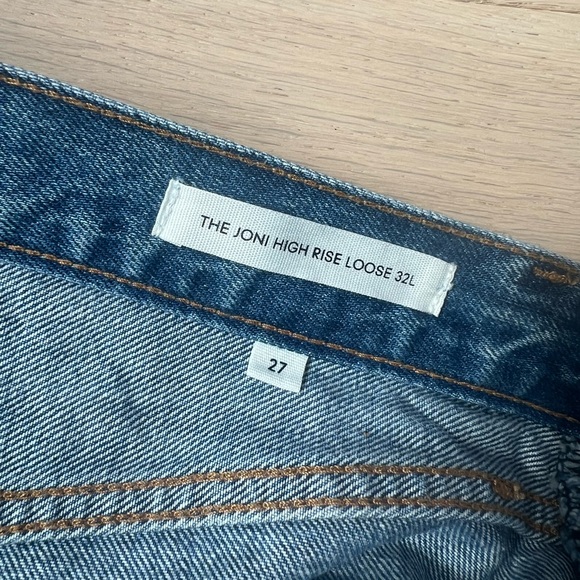 THE JONI HIGH RISE LOOSE 32L
27